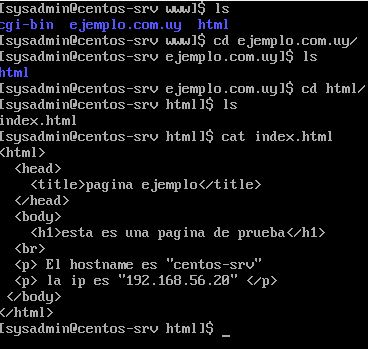 [sysadmin@centos-srv www]$ ls
cgi-bin  ejemplo.com.uy  html
[sysadmin@centos-srv www]$ cd ejemplo.com.uy/
[sysadmin@centos-srv ejemplo.com.uy]$ ls
html
[sysadmin@centos-srv ejemplo.com.uy]$ cd html/
[sysadmin@centos-srv html]$ ls
index.html
[sysadmin@centos-srv html]$ cat index.html
<html>
  <head>
    <title>pagina ejemplo</title>
  </head>
  <body>
    <h1>esta es una pagina de prueba</h1>
  <br>
  <p> El hostname es "centos-srv"
  <p> la ip es "192.168.56.20" </p>
 </body>
</html>
[sysadmin@centos-srv html]$ _